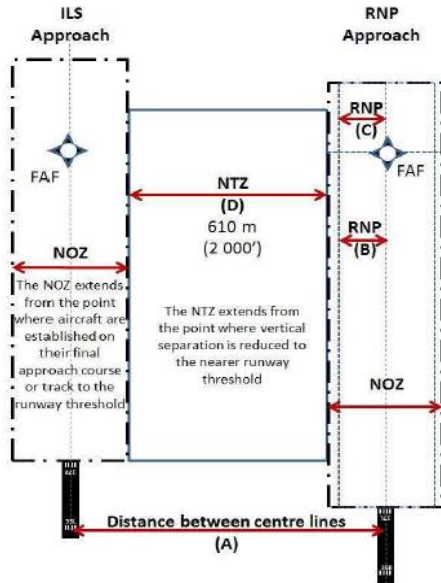 ILS
Approach
RNP
Approach
RNP
(C)
FAF
FAF
NTZ
(D)
610 m
(2 000')
RNP
(B)
NOZ
The NOZ extends
from the point
where aircraft are
established on
their final
approach course
or track to the
runway threshold
The NTZ extends from
the point where vertical
separation is reduced to
the nearer runway
threshold
NOZ
Distance between centre lines
(A)